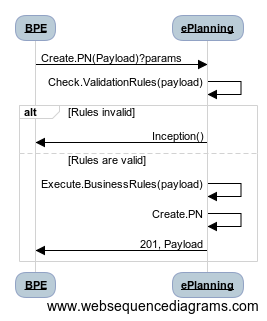 BPE ePlanning
Create.PN(Payload)?params
Check.ValidationRules(payload)
alt [Rules invalid]
Inception()
[Rules are valid]
Execute.BusinessRules(payload)
Create.PN
201, Payload
BPE ePlanning
www.websequencediagrams.com